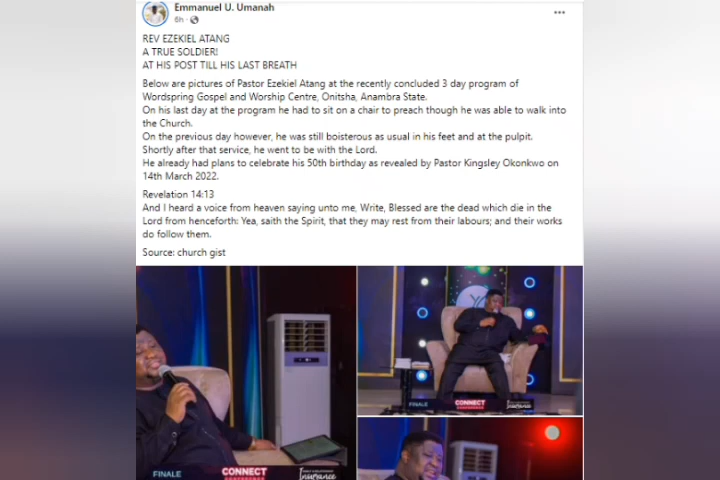 Emmanuel U. Umanah
6h
REV EZEKIEL ATANG
A TRUE SOLDIER!
AT HIS POST TILL HIS LAST BREATH
Below are pictures of Pastor Ezekiel Atang at the recently concluded 3 day program of
Wordspring Gospel and Worship Centre, Onitsha, Anambra State.
On his last day at the program he had to sit on a chair to preach though he was able to walk into
the Church.
On the previous day however, he was still boisterous as usual in his feet and at the pulpit.
Shortly after that service, he went to be with the Lord.
He already had plans to celebrate his 50th birthday as revealed by Pastor Kingsley Okonkwo on
14th March 2022.
Revelation 14:13
And I heard a voice from heaven saying unto me, Write, Blessed are the dead which die in the
Lord from henceforth: Yea, saith the Spirit, that they may rest from their labours; and their works
do follow them.
Source: church gist
FINALE
CONNECT
Insurance
FINALE
CONNECT
CONFERENCE
Insurance